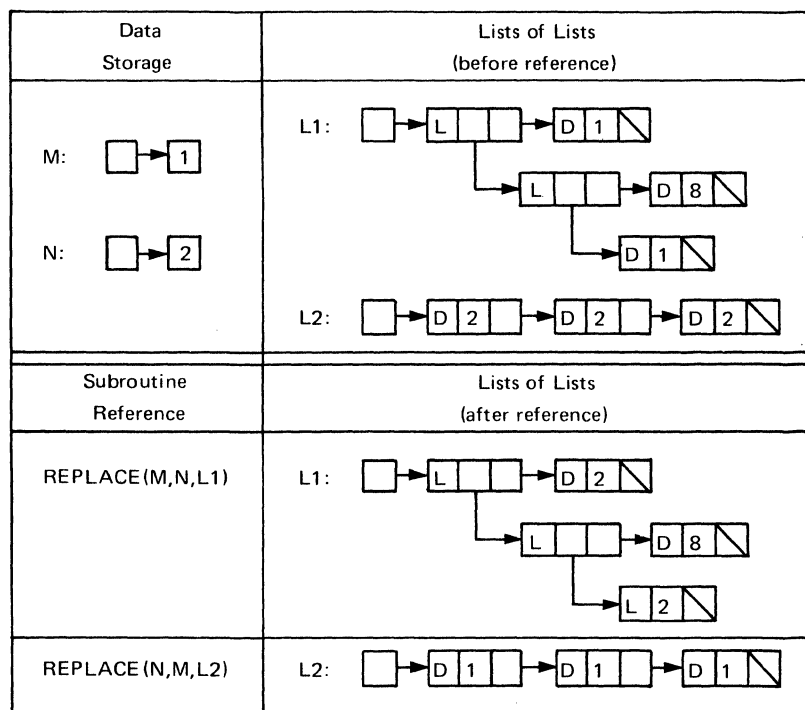 Data
Storage
Lists of Lists
(before reference)
M: 1
N: 2
L1: L D 1
L D 8
D 1
L2: D 2 D 2 D 2
Subroutine
Reference
Lists of Lists
(after reference)
REPLACE(M,N,L1)
L1: L D 2
L D 8
L 2
REPLACE(N,M,L2)
L2: D 1 D 1 D 1